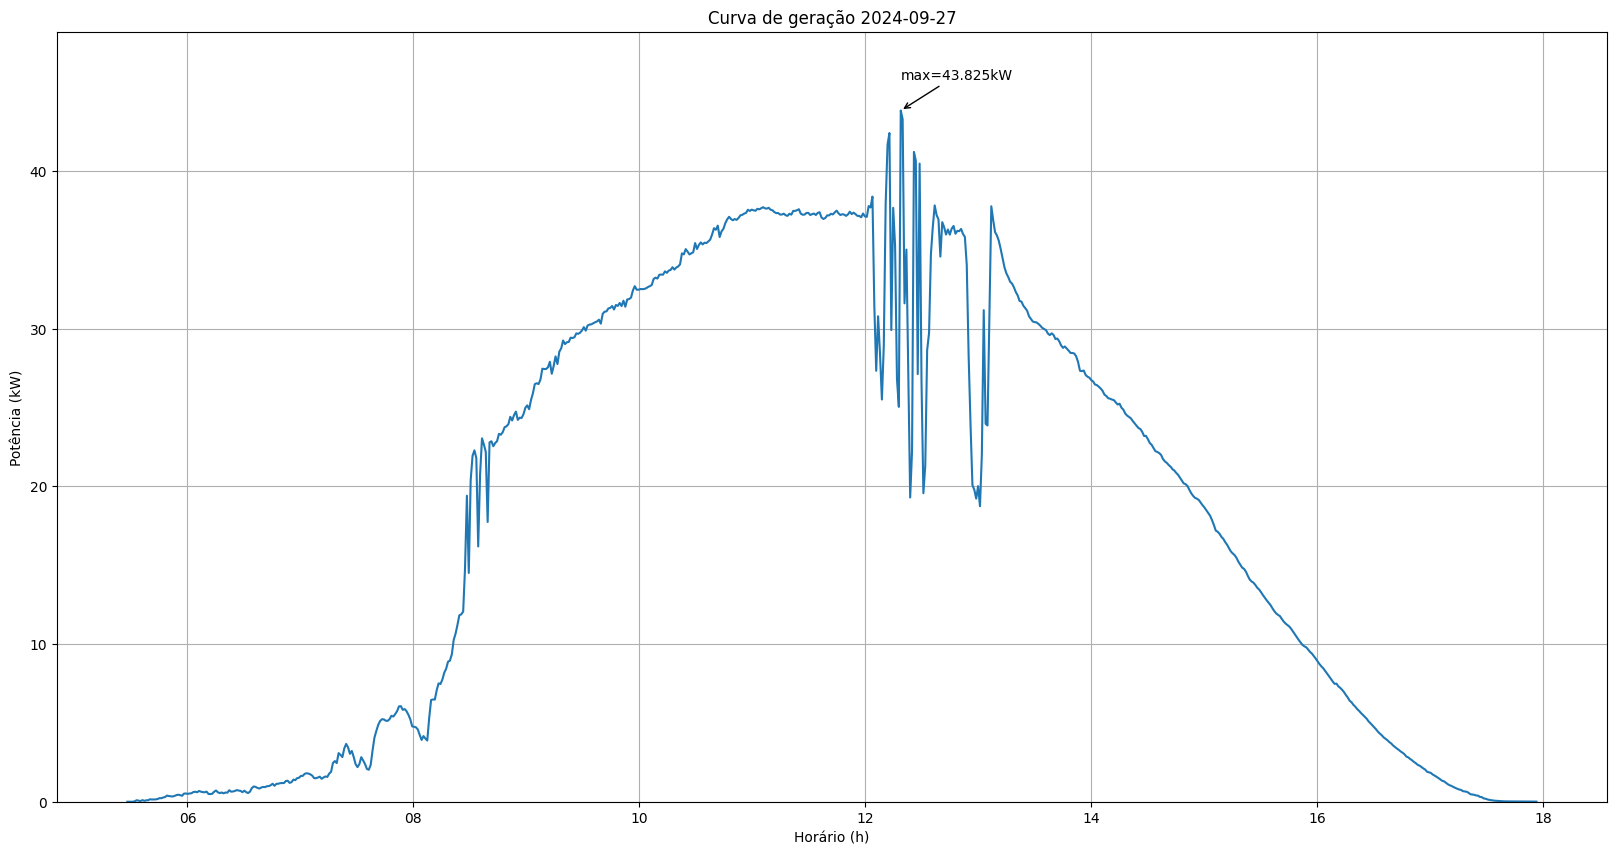 Curva de geração 2024-09-27
max=43.825kW
40
30
20
10
0
Potência (kW)
06 08 10 12 14 16 18
Horário (h)